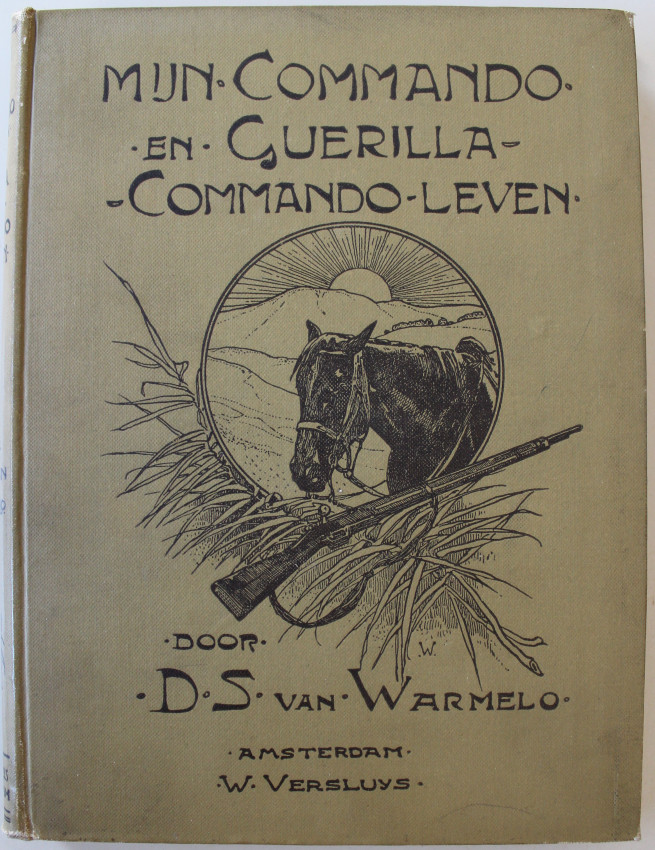 MIJN · COMMANDO ·
· EN · GUERILLA -
- COMMANDO - LEVEN ·
W.
· DOOR ·
· D · S · VAN · WARMELO ·
· AMSTERDAM ·
· W · VERSLUYS ·